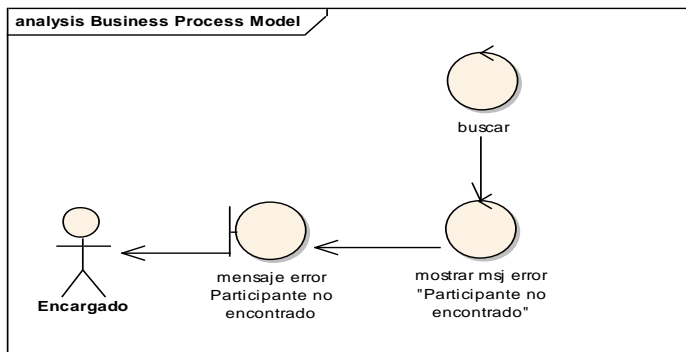 analysis Business Process Model
buscar
mensaje error
Participante no
encontrado
mostrar msj error
"Participante no
encontrado"
Encargado